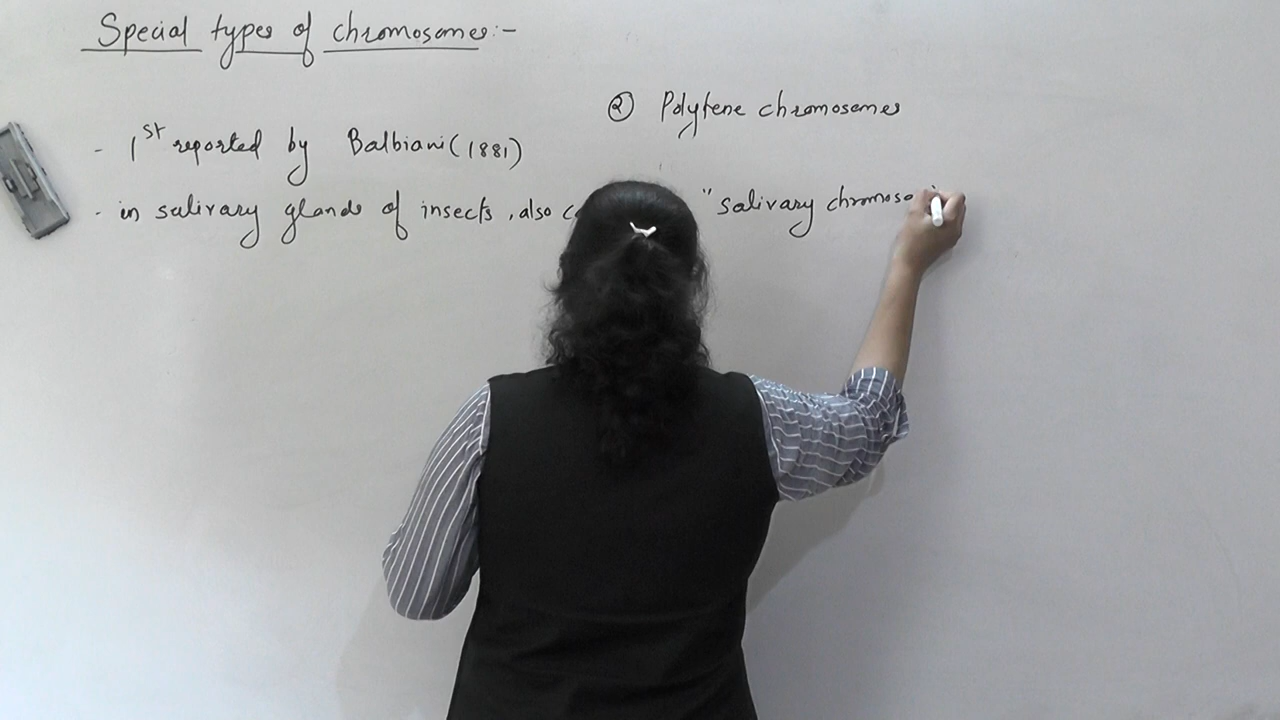 Special types of chromosomes:-
② Polytene chromosomes
- 1st reported by Balbiani (1881)
- in salivary glands of insects, also "salivary